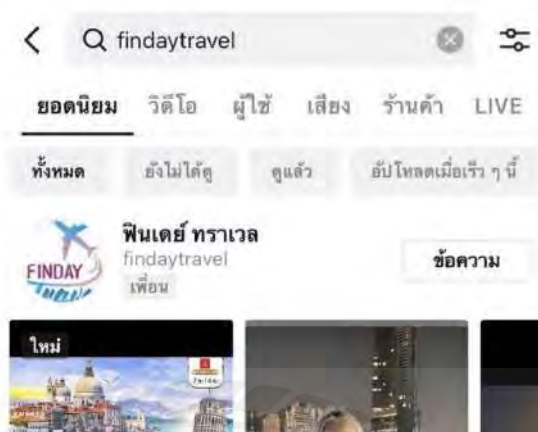 findaytravel
ยอดนิยม วิดีโอ ผู้ใช้ เสียง ร้านค้า LIVE
ทั้งหมด ยังไม่ได้ดู ดูแล้ว อัปโหลดเมื่อเร็ว ๆ นี้
ฟินเดย์ ทราเวล
findaytravel
เพื่อน
ข้อความ
FINDAY
TRAVEL
ใหม่